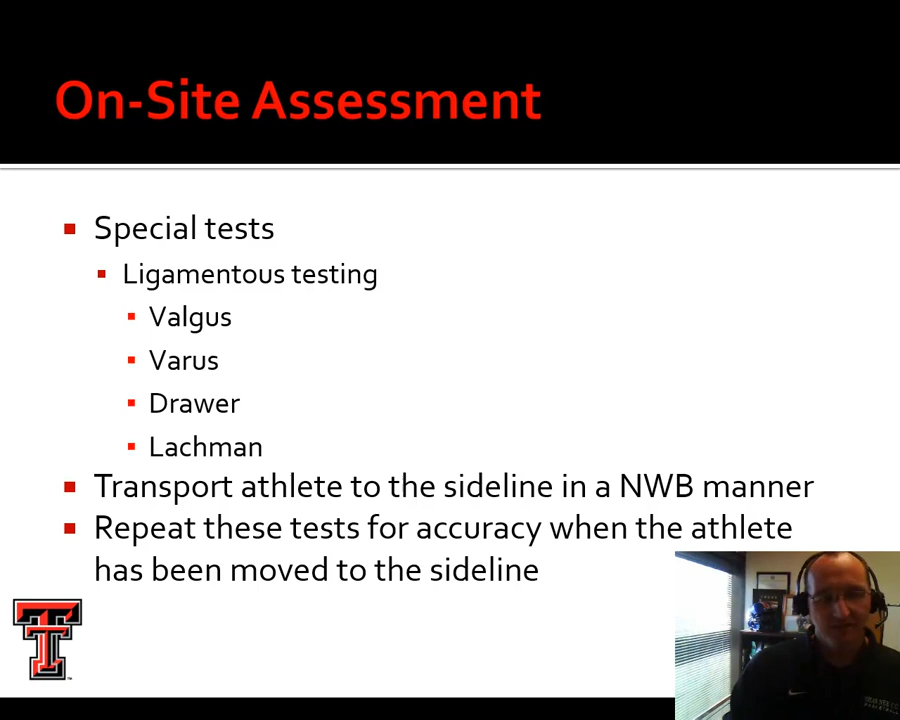 On-Site Assessment
Special tests
Ligamentous testing
Valgus
Varus
Drawer
Lachman
Transport athlete to the sideline in a NWB manner
Repeat these tests for accuracy when the athlete
has been moved to the sideline